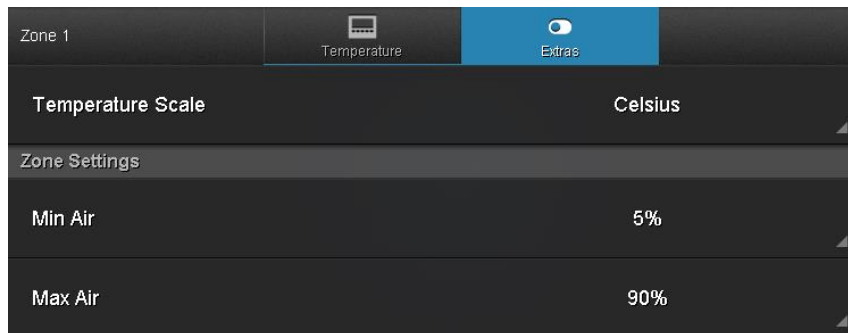 Zone 1
Temperature
Extras
Temperature Scale Celsius
Zone Settings
Min Air 5%
Max Air 90%